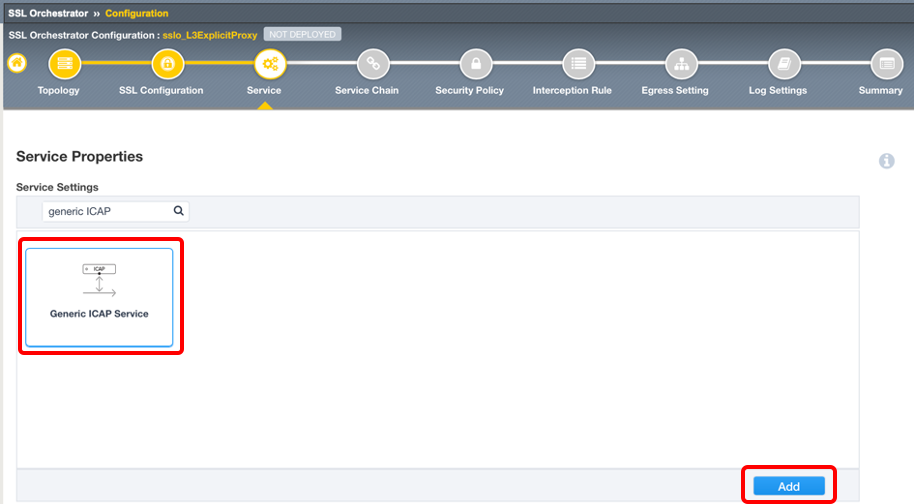 SSL Orchestrator » Configuration
SSL Orchestrator Configuration : sslo_L3ExplicitProxy NOT DEPLOYED
Topology SSL Configuration Service Service Chain Security Policy Interception Rule Egress Setting Log Settings Summary
Service Properties
Service Settings
generic ICAP
ICAP
Generic ICAP Service
Add